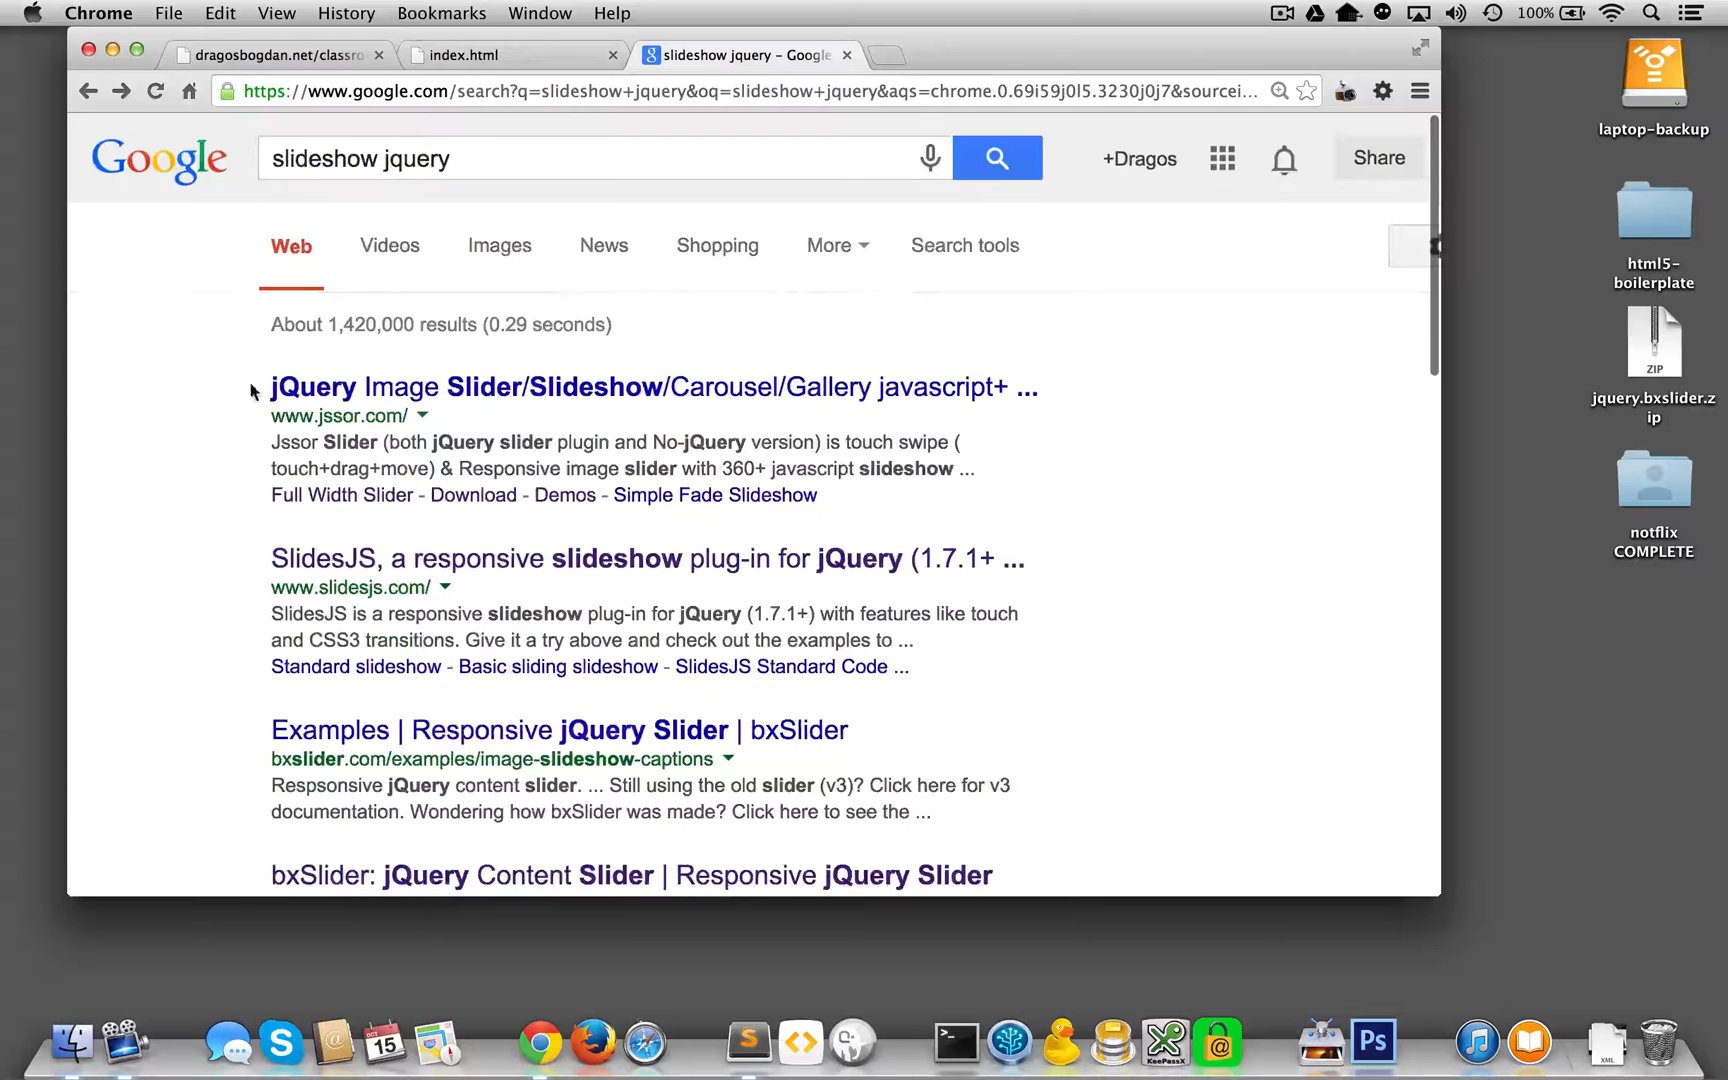 Chrome File Edit View History Bookmarks Window Help 100%
dragosbogdan.net/classro index.html slideshow jquery – Google
https://www.google.com/search?q=slideshow+jquery&oq=slideshow+jquery&aqs=chrome.0.69i59j0l5.3230j0j7&sourcei...
laptop-backup
Google slideshow jquery +Dragos Share
Web Videos Images News Shopping More Search tools
html5-
boilerplate
About 1,420,000 results (0.29 seconds)
ZIP
jquery.bxslider.z
ip
jQuery Image Slider/Slideshow/Carousel/Gallery javascript+ ...
www.jssor.com/
Jssor Slider (both jQuery slider plugin and No-jQuery version) is touch swipe (
touch+drag+move) & Responsive image slider with 360+ javascript slideshow ...
Full Width Slider - Download - Demos - Simple Fade Slideshow
notflix
COMPLETE
SlidesJS, a responsive slideshow plug-in for jQuery (1.7.1+ ...
www.slidesjs.com/
SlidesJS is a responsive slideshow plug-in for jQuery (1.7.1+) with features like touch
and CSS3 transitions. Give it a try above and check out the examples to ...
Standard slideshow - Basic sliding slideshow - SlidesJS Standard Code ...
Examples | Responsive jQuery Slider | bxSlider
bxslider.com/examples/image-slideshow-captions
Respsonsive jQuery content slider. ... Still using the old slider (v3)? Click here for v3
documentation. Wondering how bxSlider was made? Click here to see the ...
bxSlider: jQuery Content Slider | Responsive jQuery Slider
OCT
15
S
S
KeePassX
@
Ps
XML